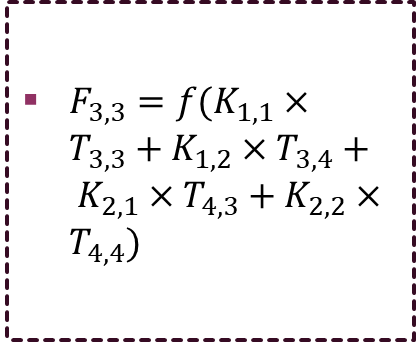 ▪ F₃,₃ = f(K₁,₁ ×
T₃,₃ + K₁,₂ × T₃,₄ +
K₂,₁ × T₄,₃ + K₂,₂ ×
T₄,₄)